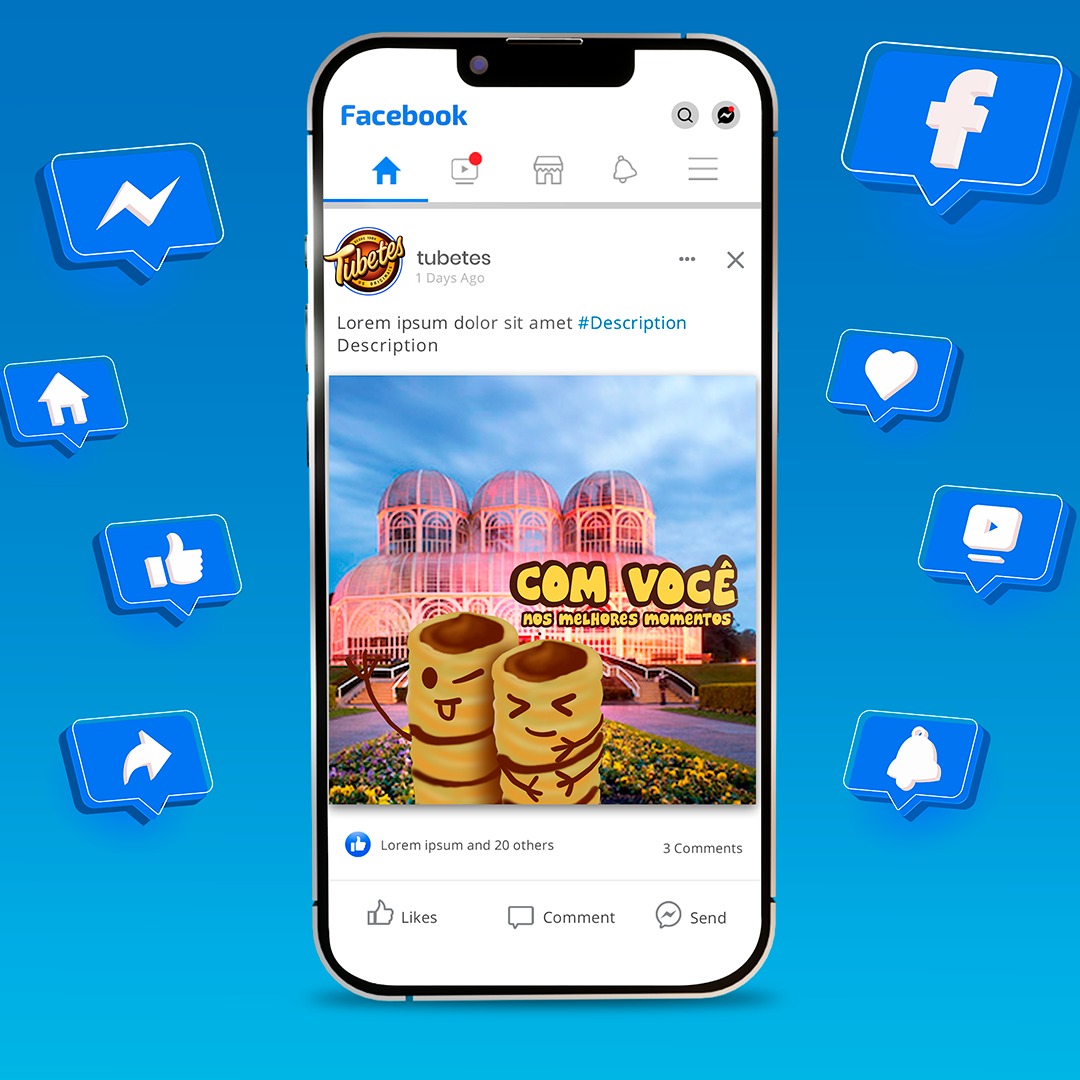 Facebook
Tubetes
tubetes
1 Days Ago
Lorem ipsum dolor sit amet #Description
Description
COM VOCÊ
NOS MELHORES MOMENTOS
Lorem ipsum and 20 others
3 Comments
Likes
Comment
Send